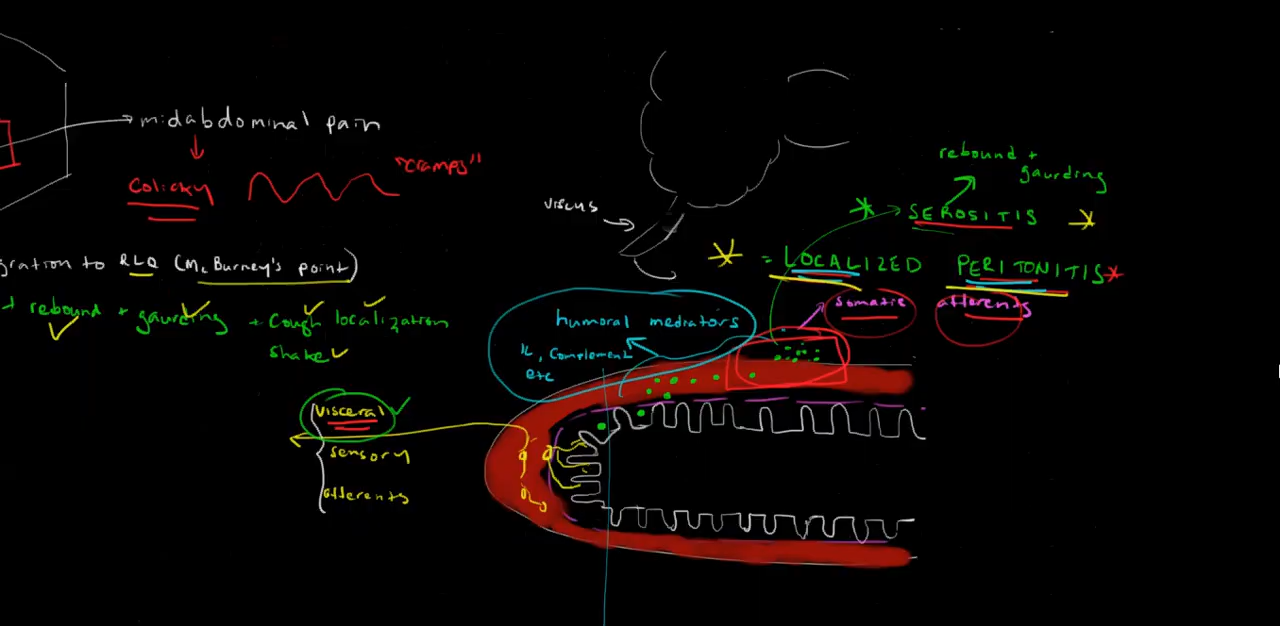 midabdominal pain
Colicky
"cramps"
gration to RLQ (McBurney's point)
+ rebound + gaurding + Cough localization
shake
viscus
rebound +
gaurding
SEROSITIS
= LOCALIZED PERITONITIS
somatic afferents
humoral mediators
IL, Complement
etc
visceral
sensory
afferents